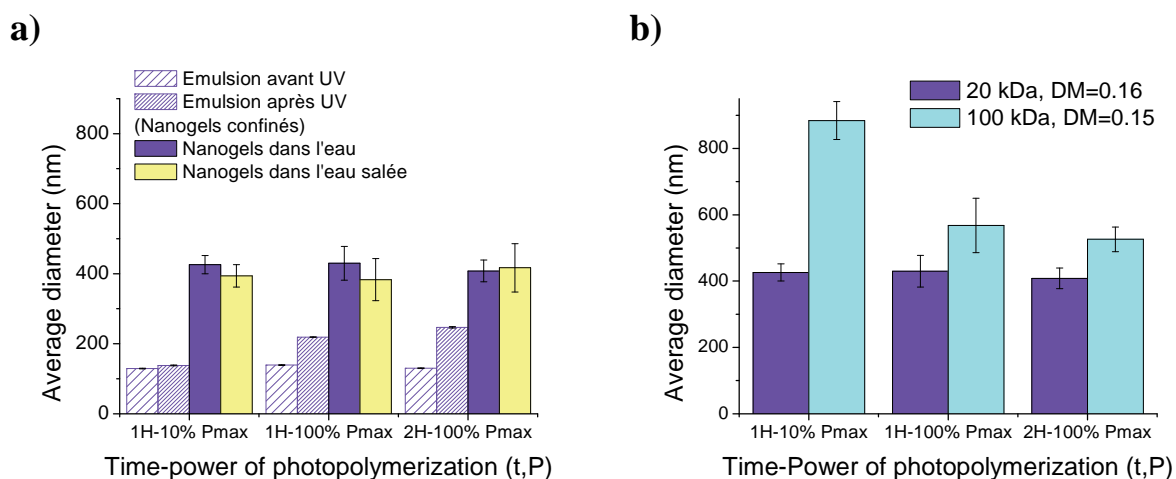 a)
Emulsion avant UV
Emulsion après UV
(Nanogels confinés)
Nanogels dans l'eau
Nanogels dans l'eau salée
800
600
400
200
0
Average diameter (nm)
1H-10% Pmax
1H-100% Pmax
2H-100% Pmax
Time-power of photopolymerization (t,P)
b)
20 kDa, DM=0.16
100 kDa, DM=0.15
800
600
400
200
0
Average diameter (nm)
1H-10% Pmax
1H-100% Pmax
2H-100% Pmax
Time-Power of photopolymerization (t,P)